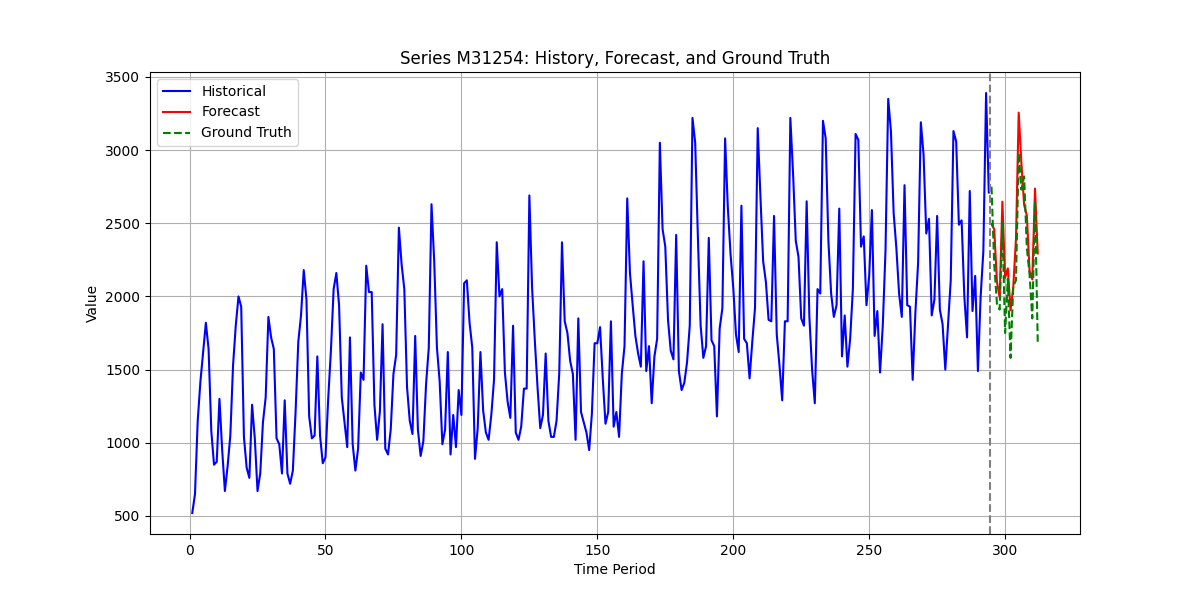 Series M31254: History, Forecast, and Ground Truth
3500
3000
2500
2000
1500
1000
500
Value
Historical
Forecast
Ground Truth
0 50 100 150 200 250 300
Time Period